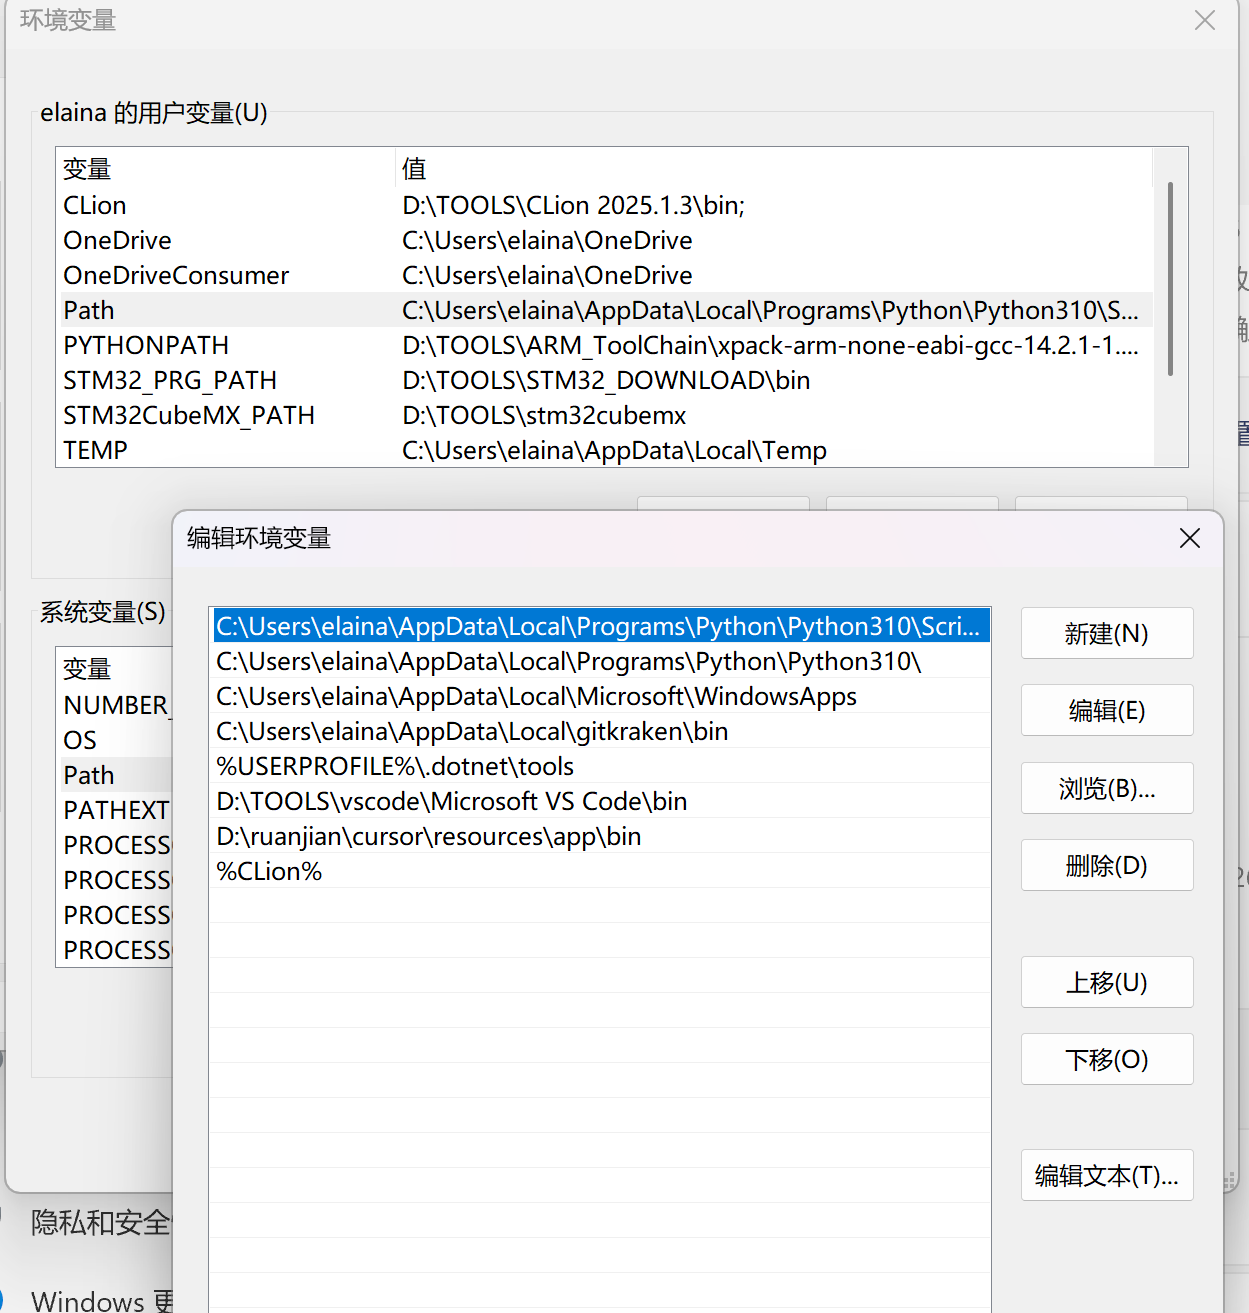 环境变量
elaina 的用户变量(U)
变量 值
CLion D:\TOOLS\CLion 2025.1.3\bin;
OneDrive C:\Users\elaina\OneDrive
OneDriveConsumer C:\Users\elaina\OneDrive
Path C:\Users\elaina\AppData\Local\Programs\Python\Python310\S...
PYTHONPATH D:\TOOLS\ARM_ToolChain\xpack-arm-none-eabi-gcc-14.2.1-1....
STM32_PRG_PATH D:\TOOLS\STM32_DOWNLOAD\bin
STM32CubeMX_PATH D:\TOOLS\stm32cubemx
TEMP C:\Users\elaina\AppData\Local\Temp
编辑环境变量
C:\Users\elaina\AppData\Local\Programs\Python\Python310\Scri...
C:\Users\elaina\AppData\Local\Programs\Python\Python310\
C:\Users\elaina\AppData\Local\Microsoft\WindowsApps
C:\Users\elaina\AppData\Local\gitkraken\bin
%USERPROFILE%\.dotnet\tools
D:\TOOLS\vscode\Microsoft VS Code\bin
D:\ruanjian\cursor\resources\app\bin
%CLion%
新建(N)
编辑(E)
浏览(B)...
删除(D)
上移(U)
下移(O)
编辑文本(T)...
系统变量(S)
变量
NUMBER_
OS
Path
PATHEXT
PROCESS
PROCESS
PROCESS
PROCESS
隐私和安全
Windows 更